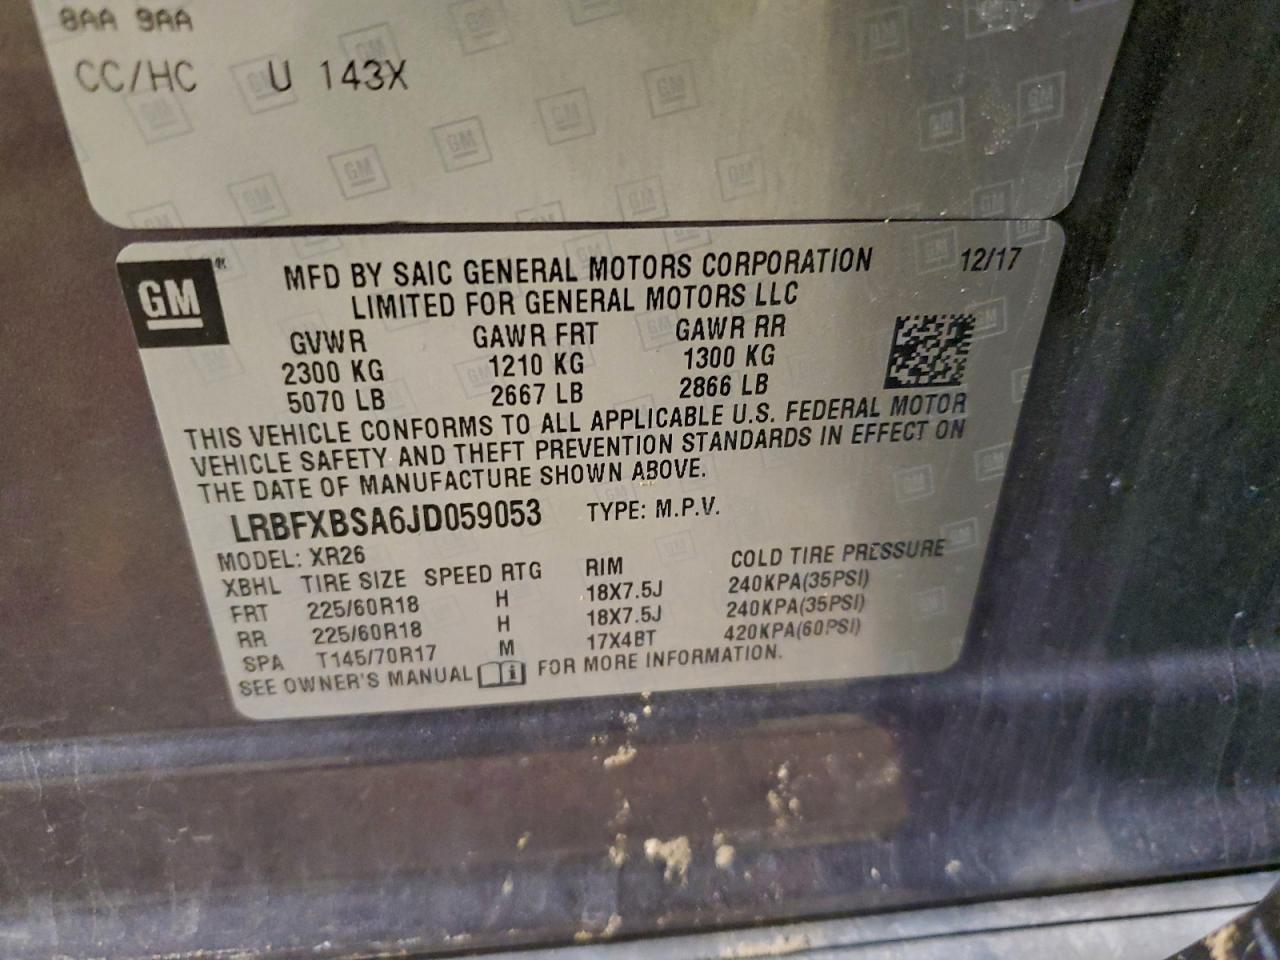 8AA 9AA
CC/HC U 143X
GM
MFD BY SAIC GENERAL MOTORS CORPORATION 12/17
LIMITED FOR GENERAL MOTORS LLC
GVWR GAWR FRT GAWR RR
2300 KG 1210 KG 1300 KG
5070 LB 2667 LB 2866 LB
THIS VEHICLE CONFORMS TO ALL APPLICABLE U.S. FEDERAL MOTOR
VEHICLE SAFETY AND THEFT PREVENTION STANDARDS IN EFFECT ON
THE DATE OF MANUFACTURE SHOWN ABOVE.
LRBFXBSA6JD059053 TYPE: M.P.V.
MODEL: XR26
XBHL TIRE SIZE SPEED RTG RIM COLD TIRE PRESSURE
FRT 225/60R18 H 18X7.5J 240KPA(35PSI)
RR 225/60R18 H 18X7.5J 240KPA(35PSI)
SPA T145/70R17 M 17X4BT 420KPA(60PSI)
SEE OWNER'S MANUAL FOR MORE INFORMATION.